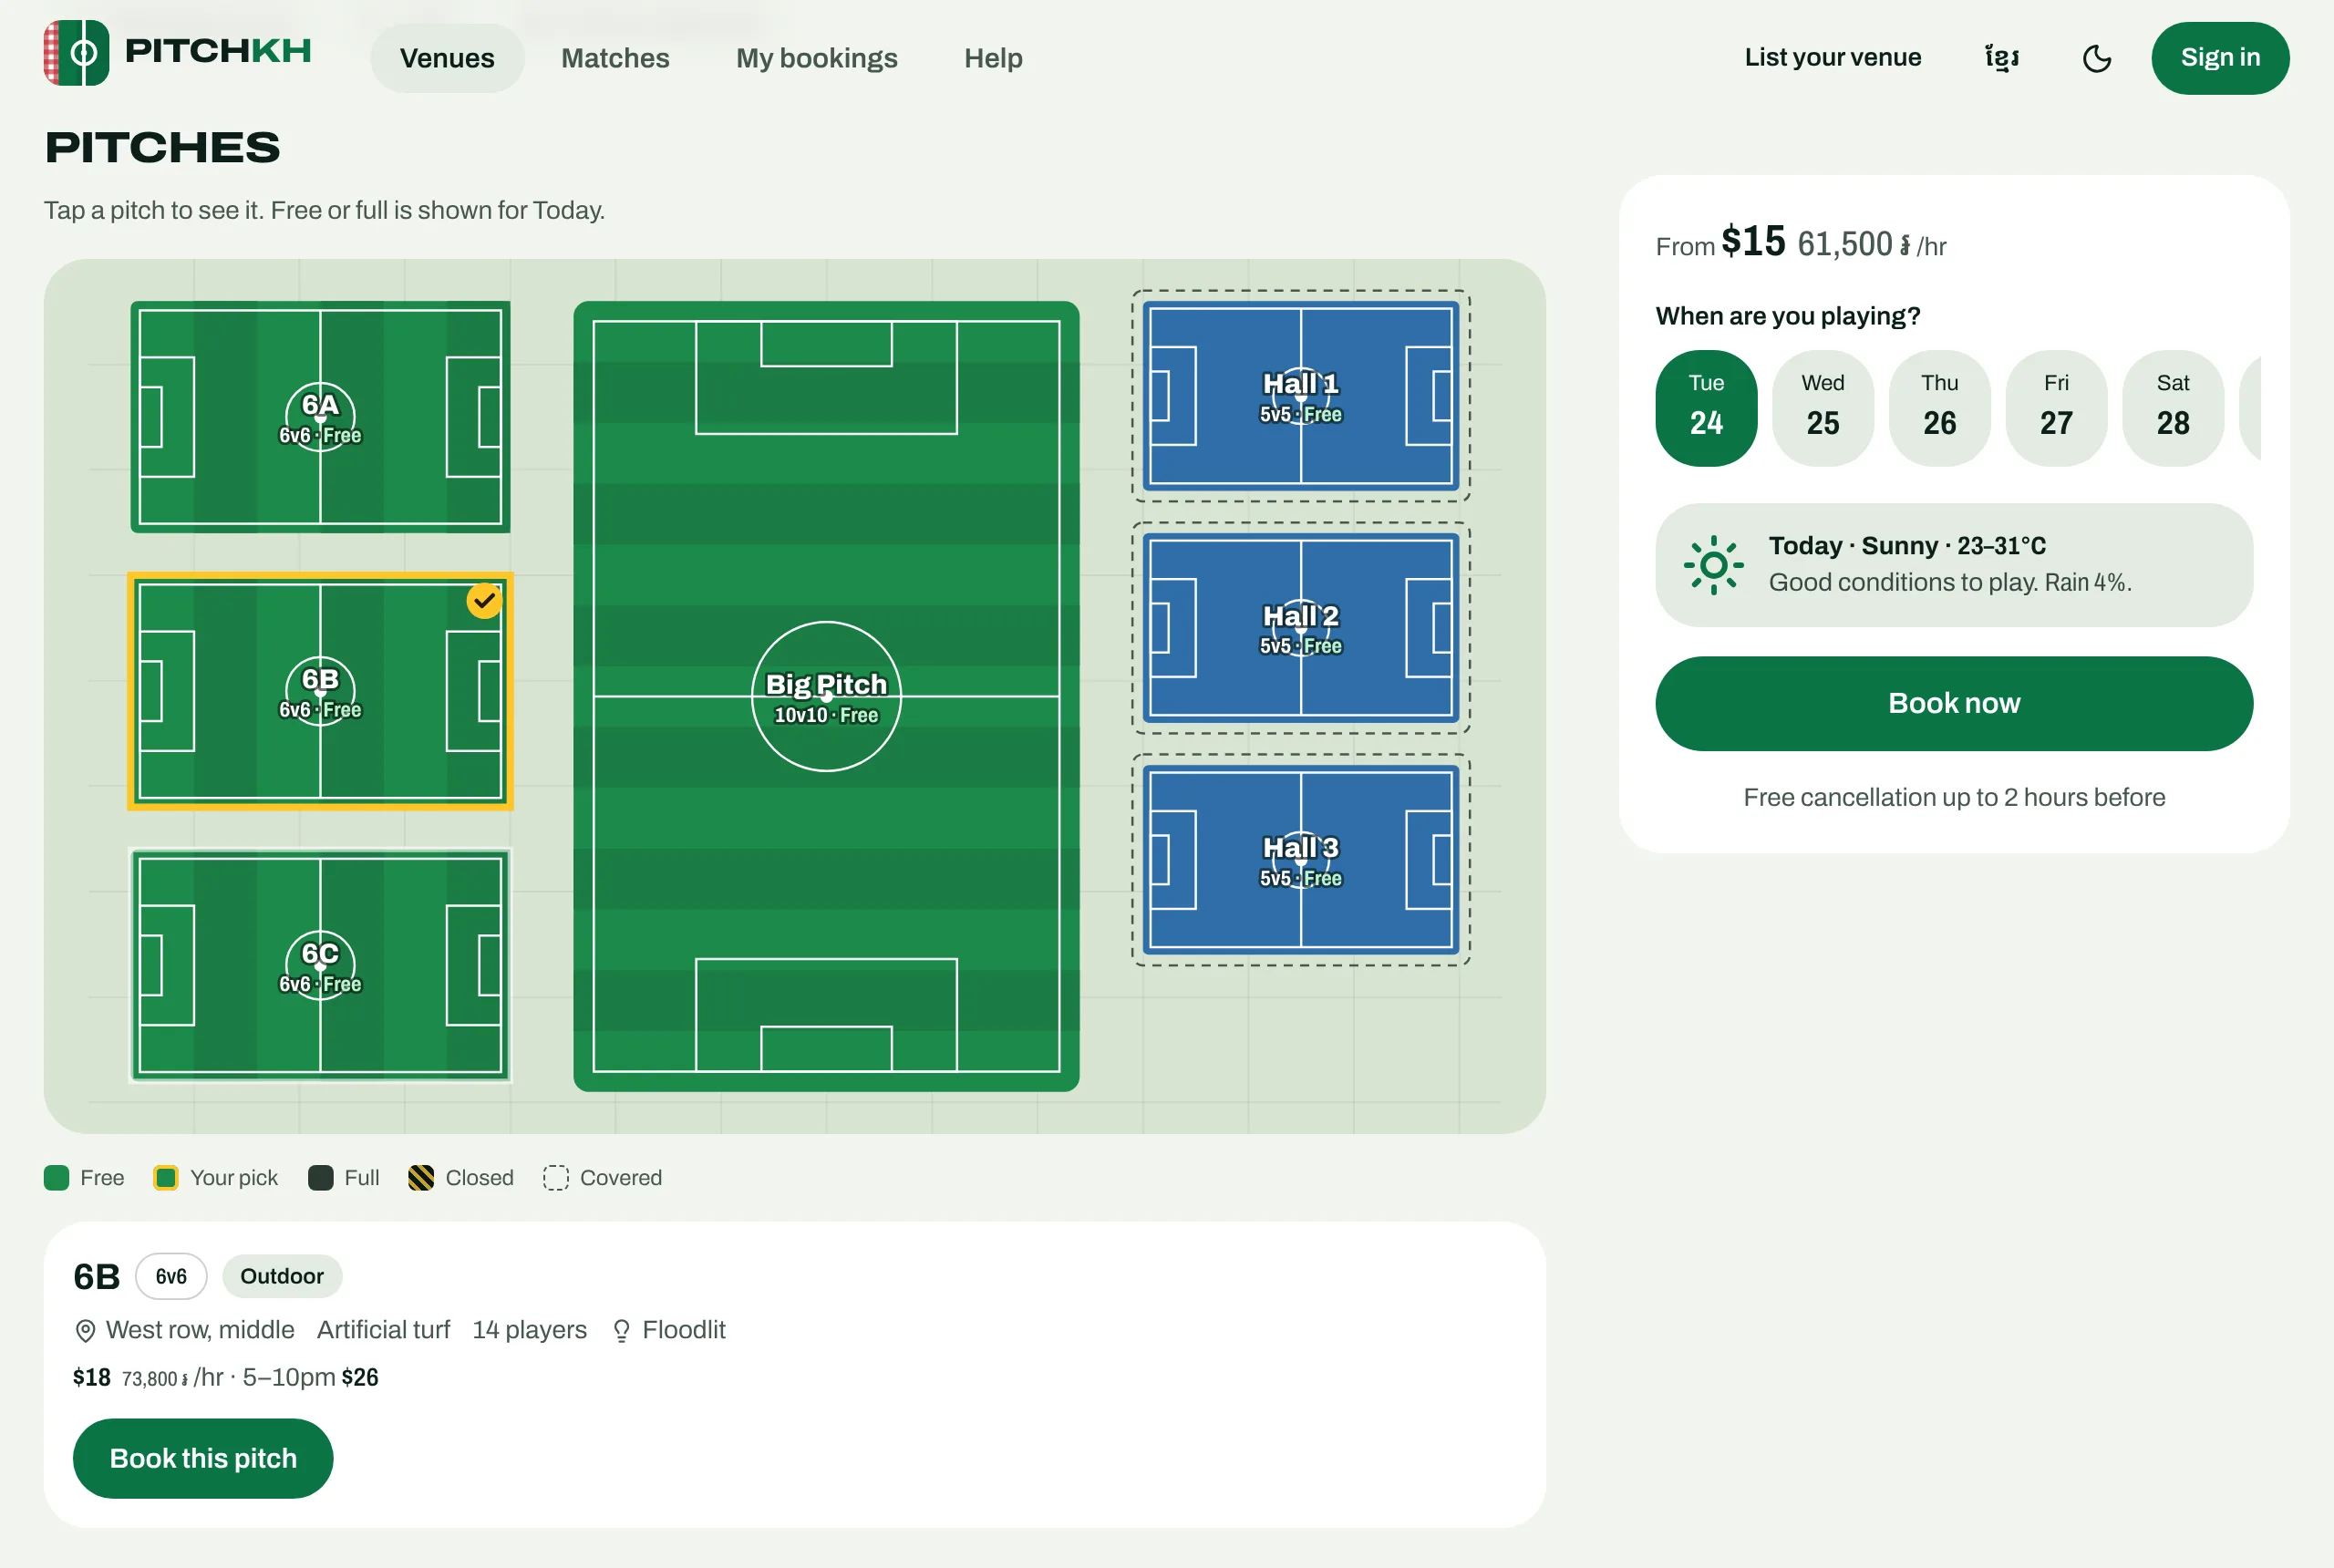 PITCHKH
Venues
Matches
My bookings
Help
List your venue
ខ្មែរ
Sign in
PITCHES
Tap a pitch to see it. Free or full is shown for Today.
6A
6v6 · Free
6B
6v6 · Free
6C
6v6 · Free
Big Pitch
10v10 · Free
Hall 1
5v5 · Free
Hall 2
5v5 · Free
Hall 3
5v5 · Free
Free
Your pick
Full
Closed
Covered
6B 6v6 Outdoor
West row, middle Artificial turf 14 players Floodlit
$18 73,800 ៛ /hr · 5–10pm $26
Book this pitch
From $15 61,500 ៛ /hr
When are you playing?
Tue
24
Wed
25
Thu
26
Fri
27
Sat
28
Today · Sunny · 23–31°C
Good conditions to play. Rain 4%.
Book now
Free cancellation up to 2 hours before